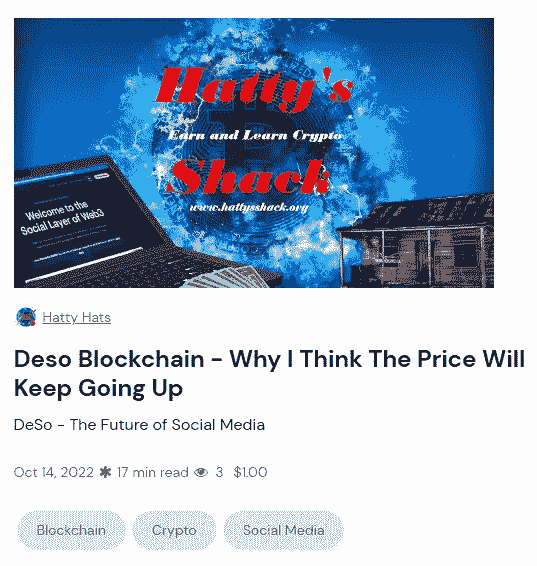 Hatty's
Earn and Learn Crypto
Shack
www.hattysshack.org
Welcome to the
Social Layer of Web3
Hatty Hats
Deso Blockchain - Why I Think The Price Will
Keep Going Up
DeSo - The Future of Social Media
Oct 14, 2022 ✱ 17 min read 3 $1.00
Blockchain Crypto Social Media